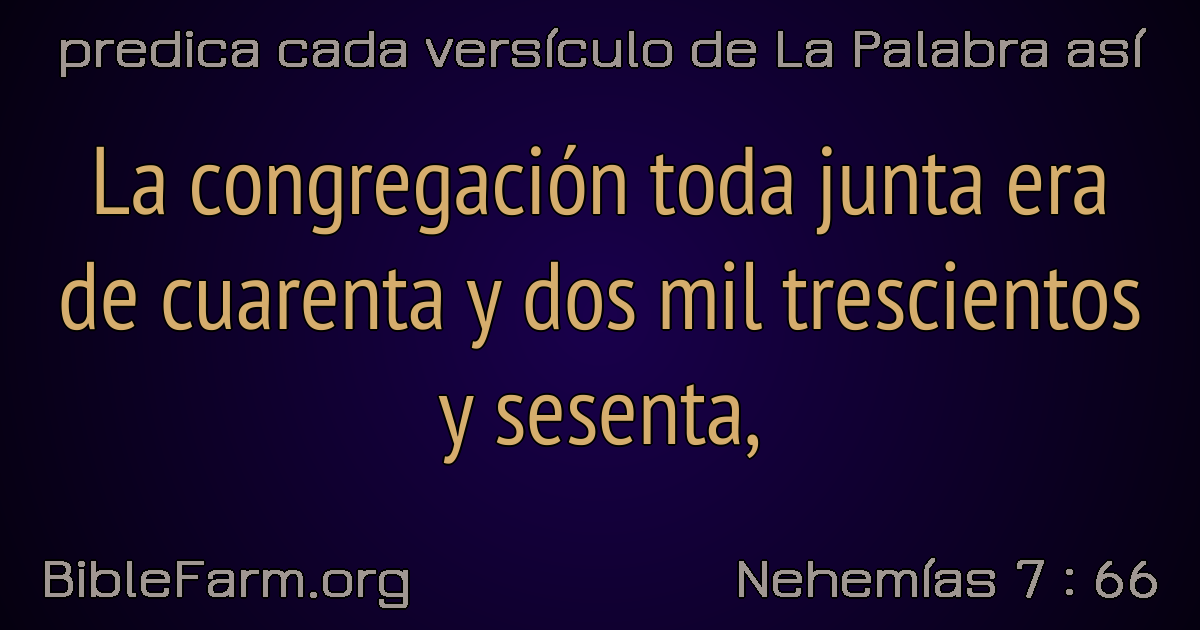 predica cada versículo de La Palabra así
La congregación toda junta era
de cuarenta y dos mil trescientos
y sesenta,
BibleFarm.org
Nehemías 7 : 66